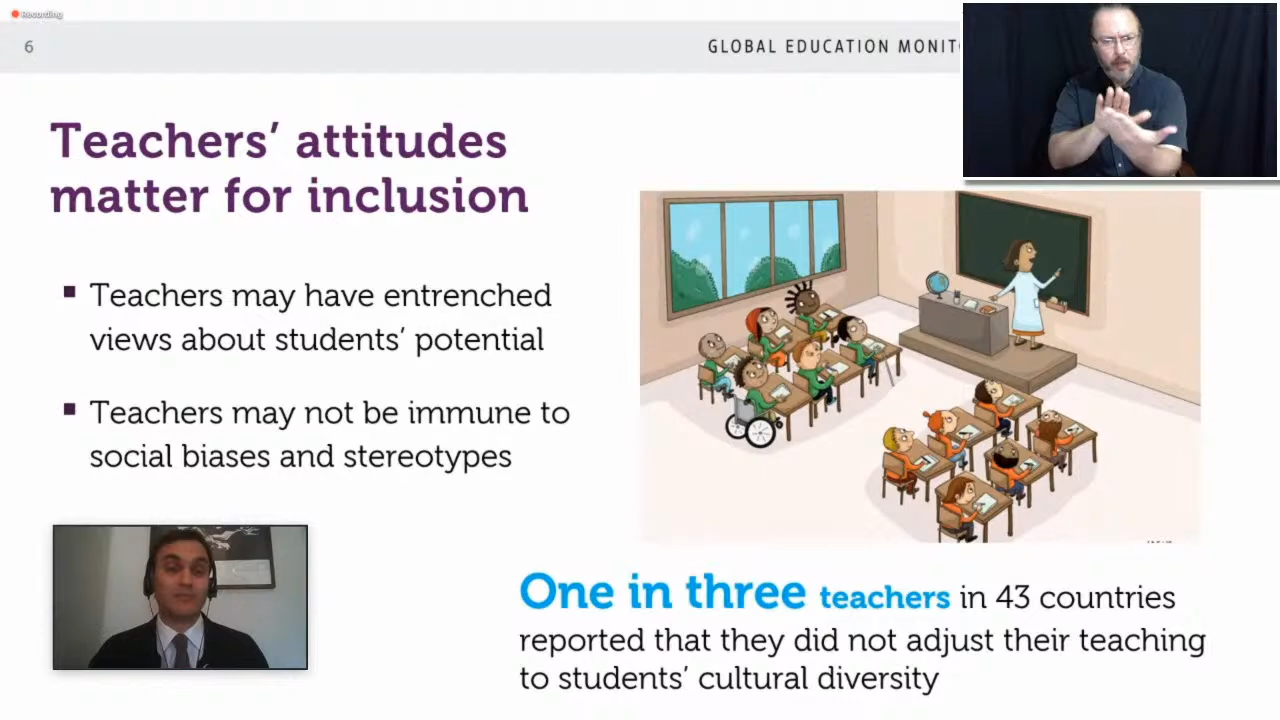 Recording
6
GLOBAL EDUCATION
Teachers’ attitudes
matter for inclusion
▪ Teachers may have entrenched
views about students’ potential
▪ Teachers may not be immune to
social biases and stereotypes
One in three teachers in 43 countries
reported that they did not adjust their teaching
to students’ cultural diversity